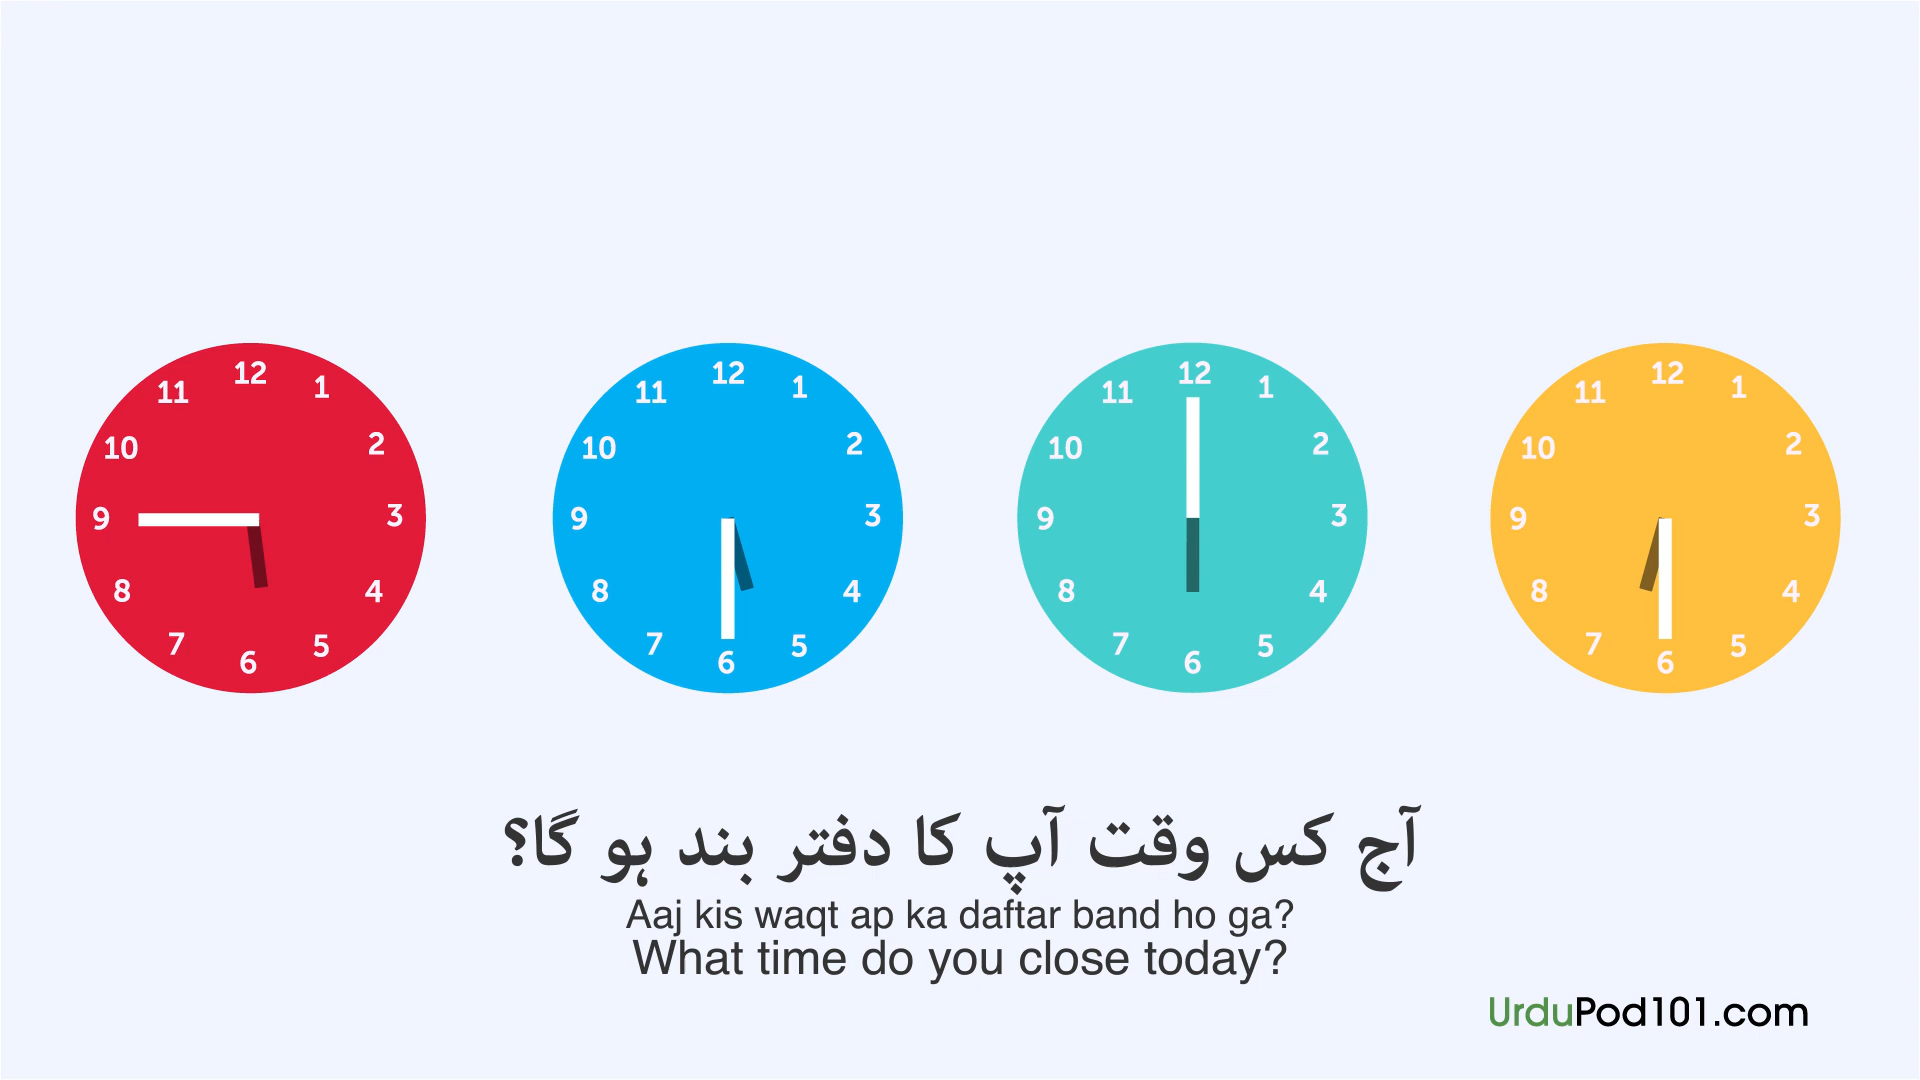 12 1 2 3 4 5 6 7 8 9 10 11
12 1 2 3 4 5 6 7 8 9 10 11
12 1 2 3 4 5 6 7 8 9 10 11
12 1 2 3 4 5 6 7 8 9 10 11
آج کس وقت آپ کا دفتر بند ہو گا؟
Aaj kis waqt ap ka daftar band ho ga?
What time do you close today?
UrduPod101.com